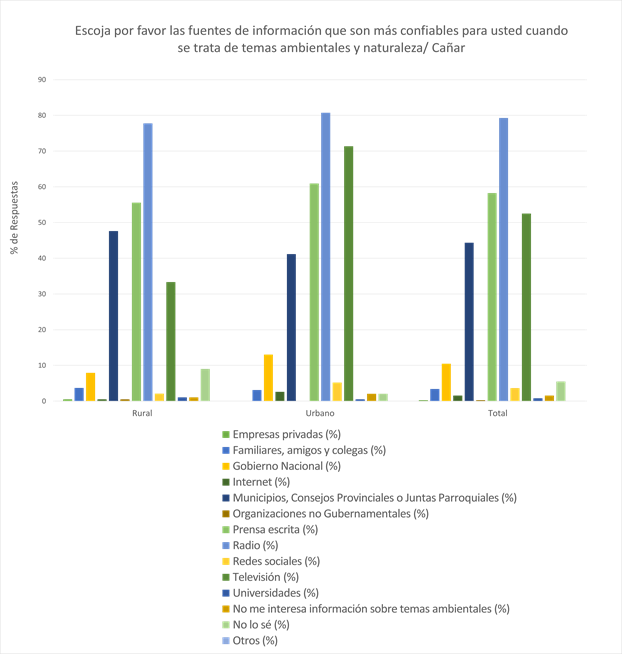 Escoja por favor las fuentes de información que son más confiables para usted cuando
se trata de temas ambientales y naturaleza/ Cañar
90
80
70
60
50
40
30
20
10
0
% de Respuestas
Rural
Urbano
Total
Empresas privadas (%)
Familiares, amigos y colegas (%)
Gobierno Nacional (%)
Internet (%)
Municipios, Consejos Provinciales o Juntas Parroquiales (%)
Organizaciones no Gubernamentales (%)
Prensa escrita (%)
Radio (%)
Redes sociales (%)
Televisión (%)
Universidades (%)
No me interesa información sobre temas ambientales (%)
No lo sé (%)
Otros (%)